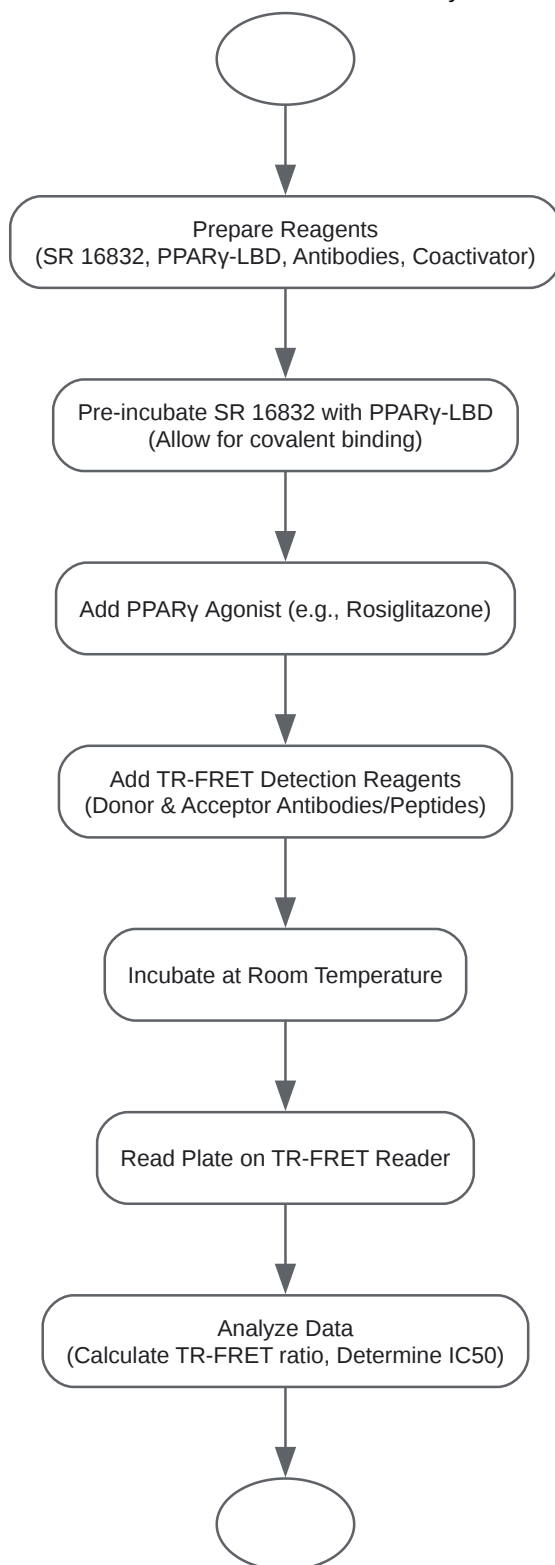 Prepare Reagents
(SR 16832, PPARγ-LBD, Antibodies, Coactivator)
Pre-incubate SR 16832 with PPARγ-LBD
(Allow for covalent binding)
Add PPARγ Agonist (e.g., Rosiglitazone)
Add TR-FRET Detection Reagents
(Donor & Acceptor Antibodies/Peptides)
Incubate at Room Temperature
Read Plate on TR-FRET Reader
Analyze Data
(Calculate TR-FRET ratio, Determine IC50)